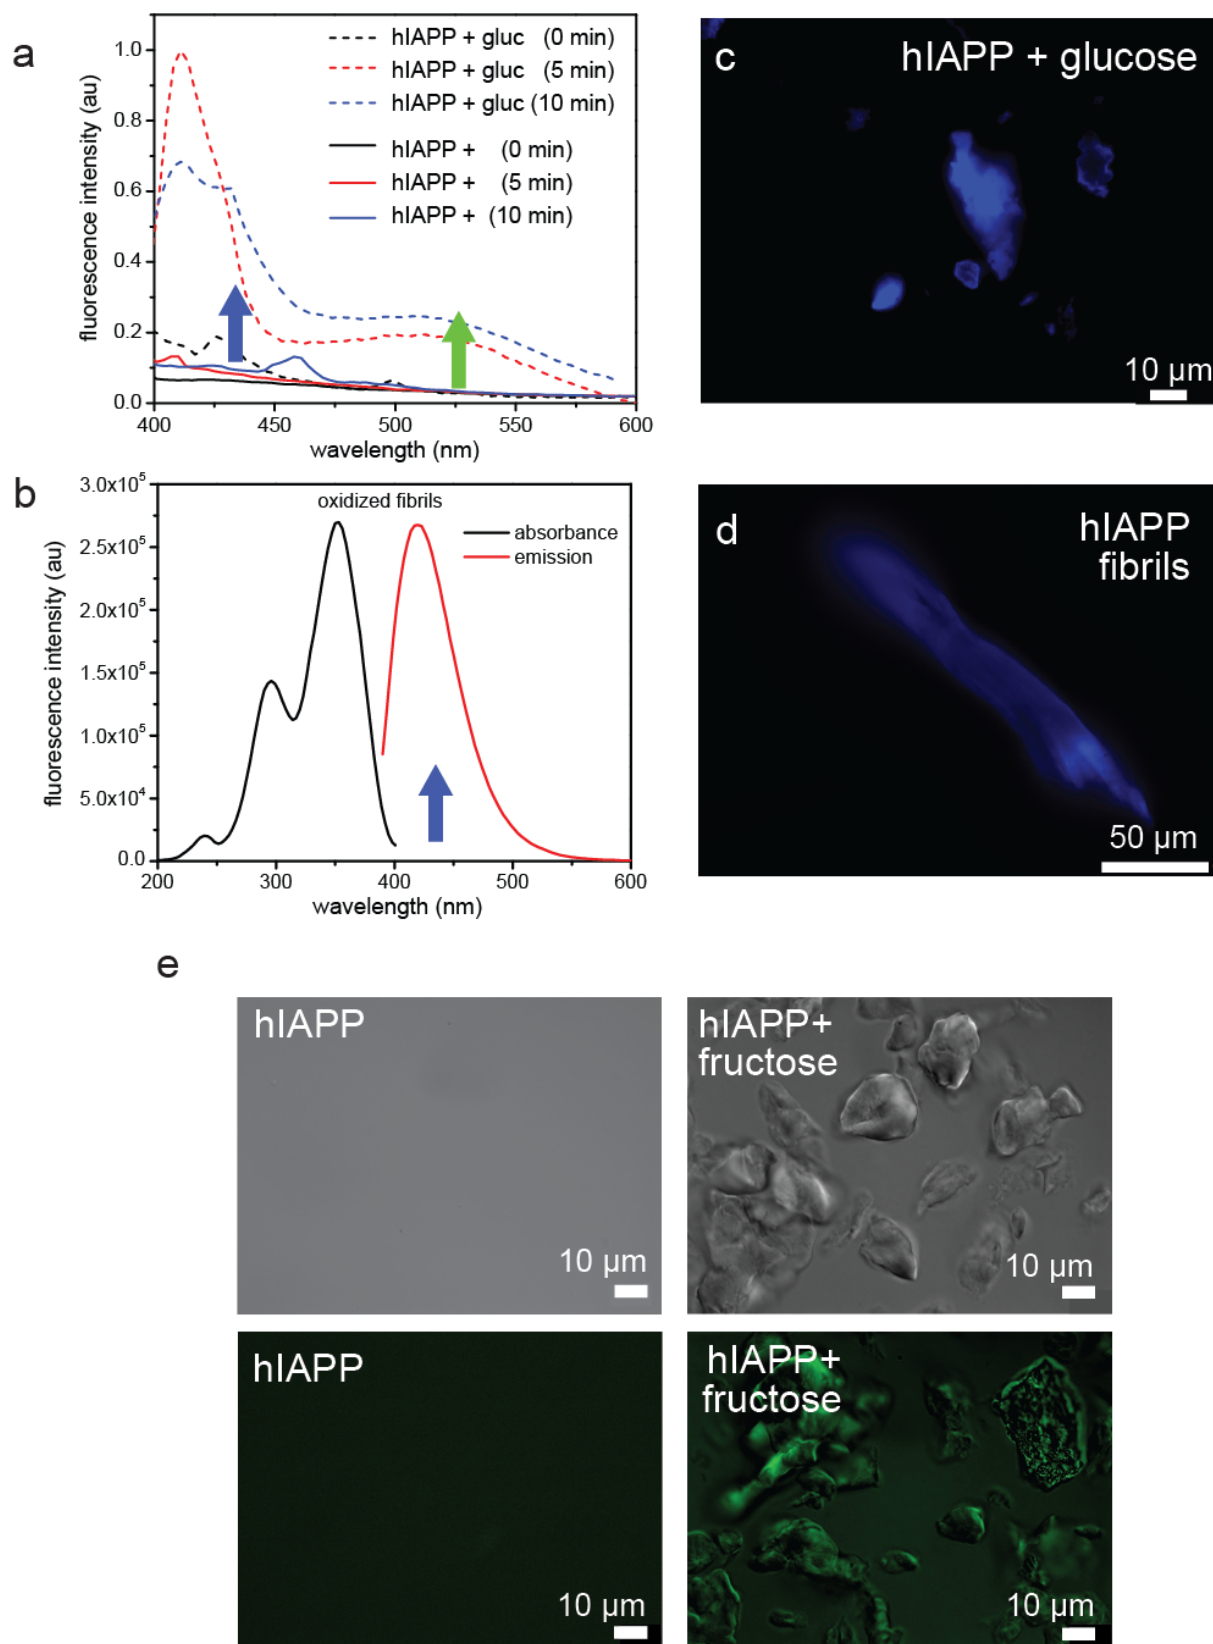 a
fluorescence intensity (au)
1.0
0.8
0.6
0.4
0.2
0.0
400
450
500
550
600
wavelength (nm)
hIAPP + gluc (0 min)
hIAPP + gluc (5 min)
hIAPP + gluc (10 min)
hIAPP + (0 min)
hIAPP + (5 min)
hIAPP + (10 min)
c
hIAPP + glucose
10 µm
b
fluorescence intensity (au)
3.0x10⁵
2.5x10⁵
2.0x10⁵
1.5x10⁵
1.0x10⁵
5.0x10⁴
0.0
200
300
400
500
600
wavelength (nm)
oxidized fibrils
absorbance
emission
d
hIAPP
fibrils
50 µm
e
hIAPP
10 µm
hIAPP+
fructose
10 µm
hIAPP
10 µm
hIAPP+
fructose
10 µm